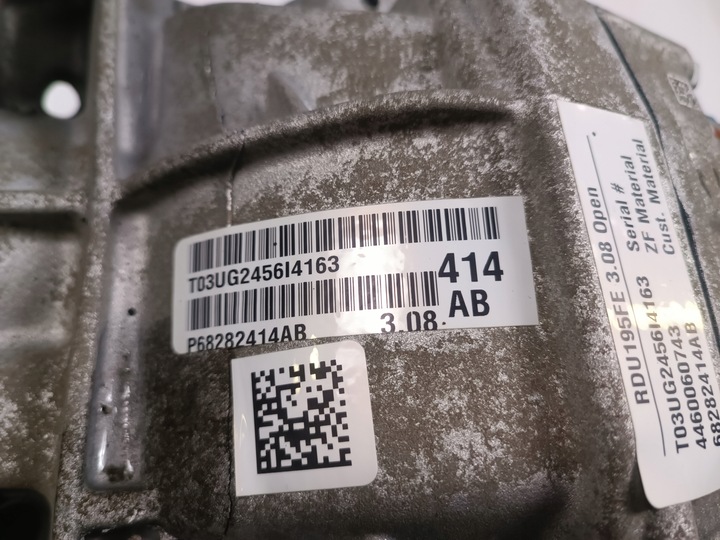 T03UG2456I4163
414
P68282414AB
3.08
AB
RDU195FE 3.08 Open
T03UG2456I4163 Serial #
4460060743 ZF Material
68282414AB Cust. Material